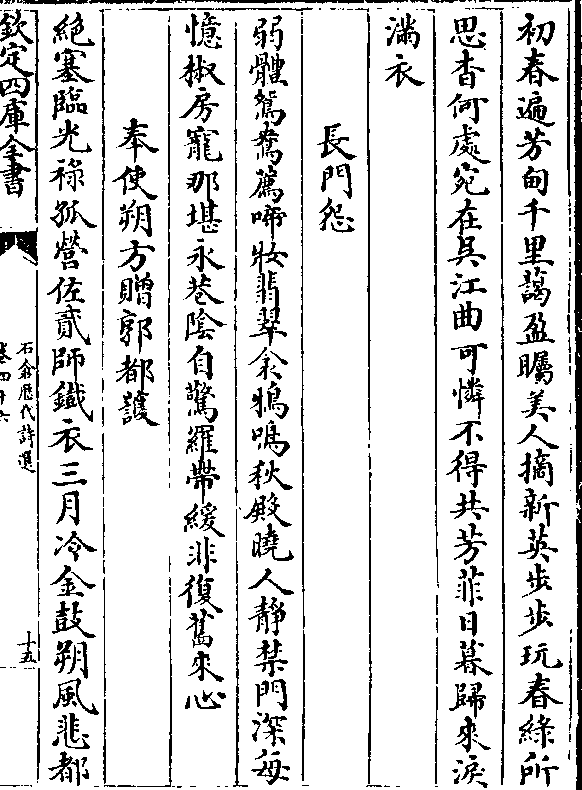 初春遍芳甸千里藹盈矚美人摘新英步步玩春綠所
思杳何處宛在吳江曲可憐不得共芳菲日暮歸來淚
滿衣
長門怨
弱體鴛鴦薦啼妝翡翠衾鴉鳴秋殿曉人靜禁門深每
憶椒房寵那堪永巷陰自驚羅帶緩非復舊來心
奉使朔方贈郭都護
絶塞臨光祿孤營佐貳師鐵衣三月冷金鼓朔風悲都
欽定四庫全書
石倉歴代詩選
卷四十六
十五